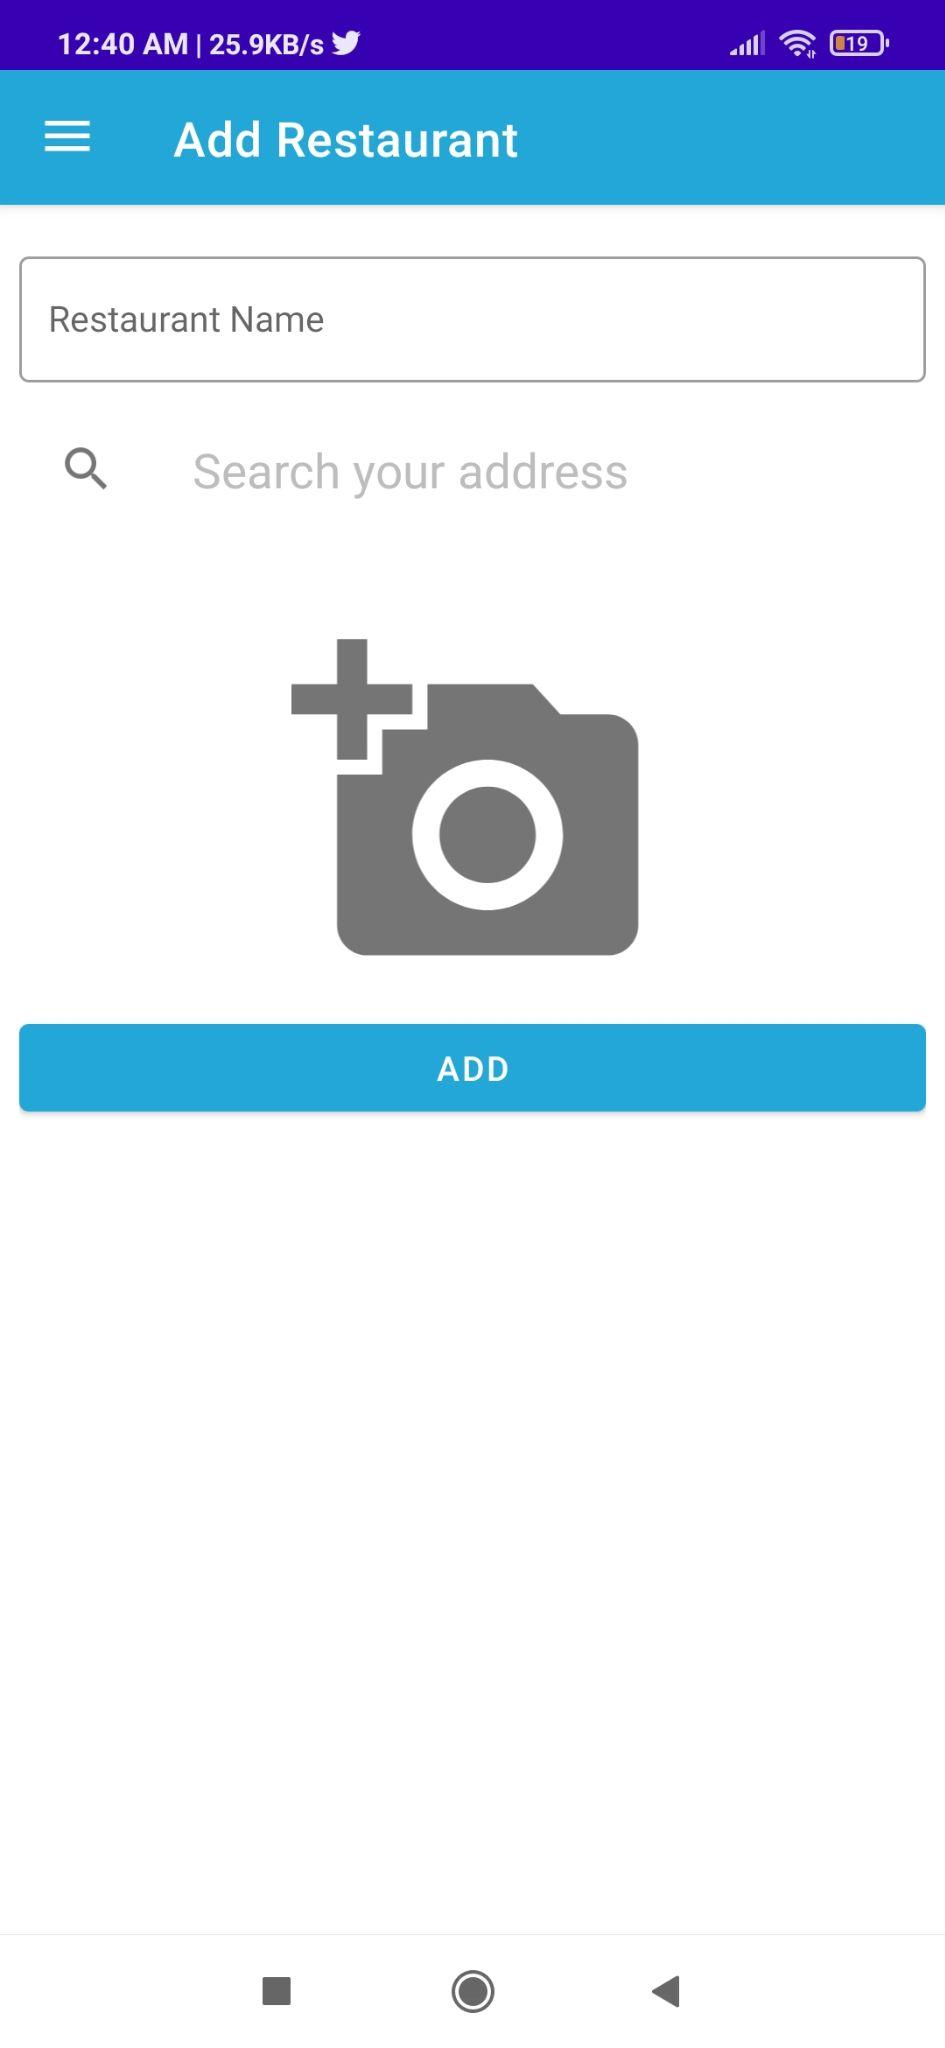 12:40 AM | 25.9KB/s 19
Add Restaurant
Restaurant Name
Search your address
ADD